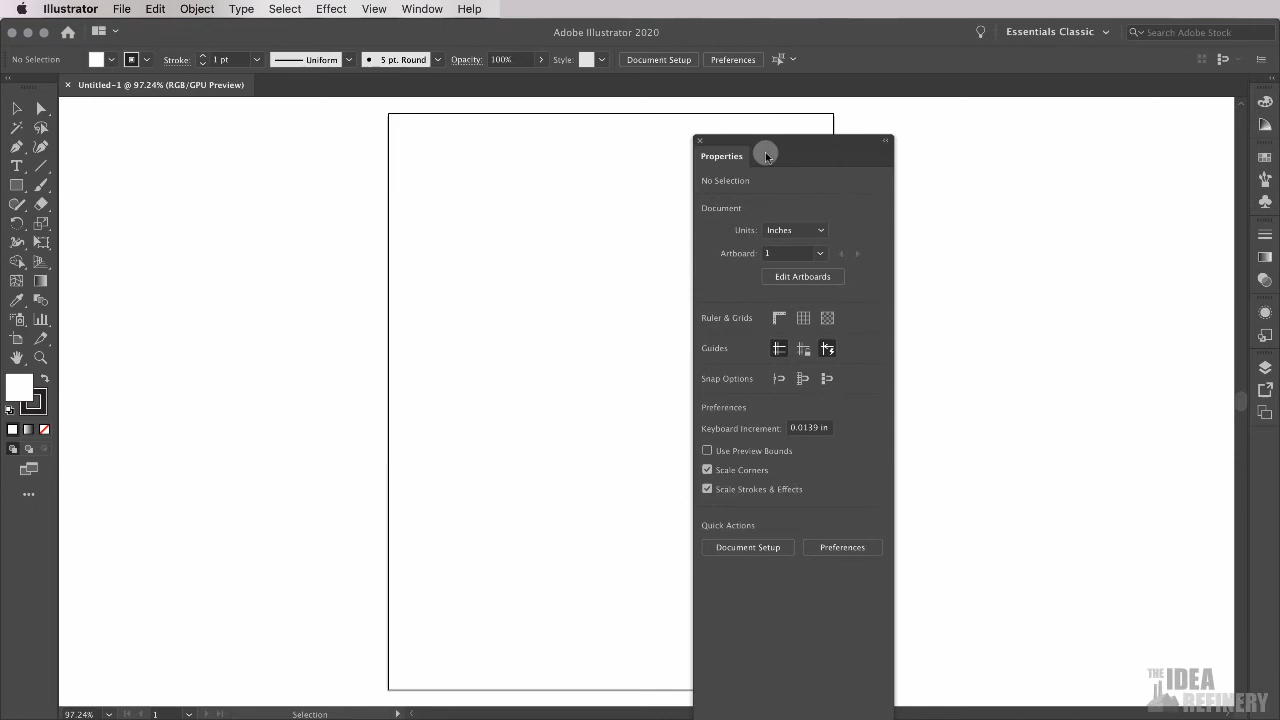 Illustrator File Edit Object Type Select Effect View Window Help
Adobe Illustrator 2020
Essentials Classic
Search Adobe Stock
No Selection
Stroke: 1 pt
Uniform
5 pt. Round
Opacity: 100%
Style:
Document Setup
Preferences
Untitled-1 @ 97.24% (RGB/GPU Preview)
Properties
No Selection
Document
Units: Inches
Artboard: 1
Edit Artboards
Ruler & Grids
Guides
Snap Options
Preferences
Keyboard Increment: 0.0139 in
Use Preview Bounds
Scale Corners
Scale Strokes & Effects
Quick Actions
Document Setup Preferences
THE IDEA
REFINERY
97.24% 1 Selection